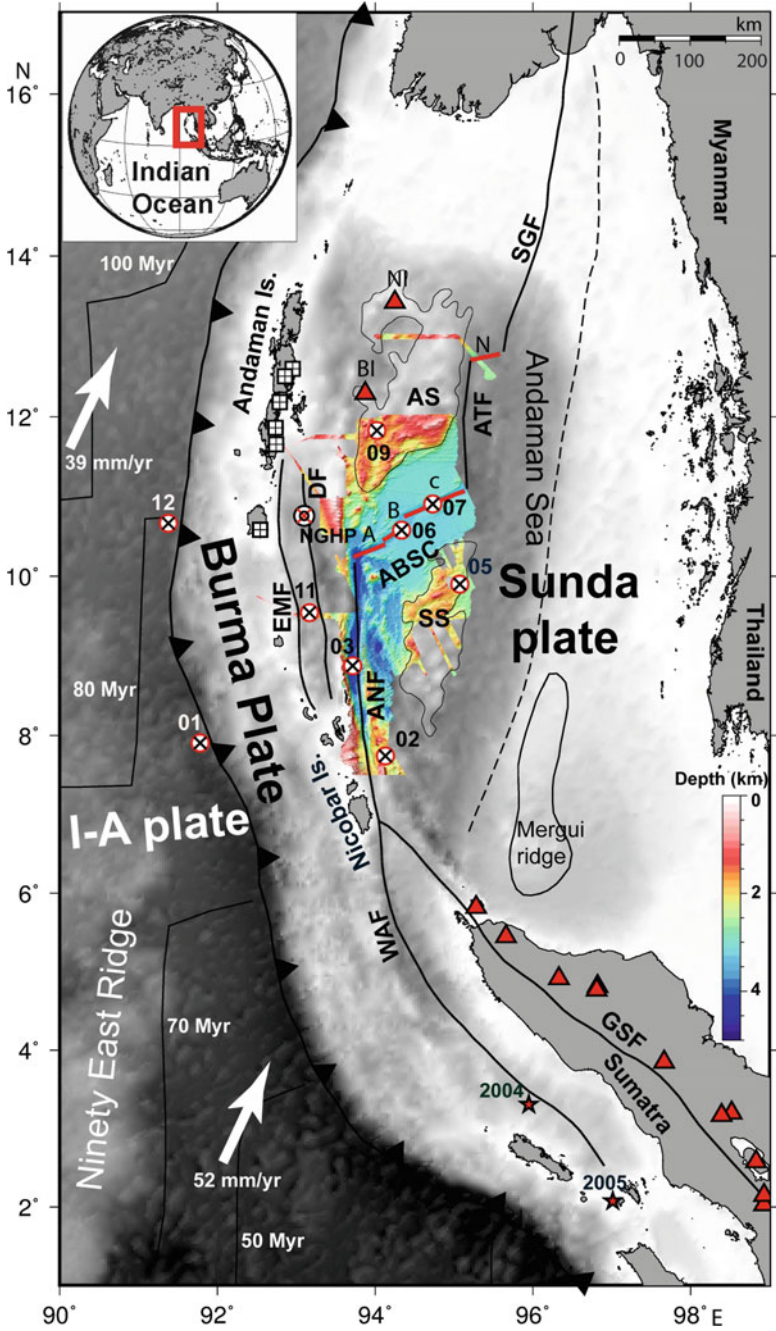 N
16°
14°
12°
10°
8°
6°
4°
2°
90°
92°
94°
96°
98°
E
Indian
Ocean
km
0 100 200
Myanmar
Thailand
100 Myr
39 mm/yr
80 Myr
70 Myr
50 Myr
52 mm/yr
Andaman Is.
NI
BI
N
AS
SGF
ATF
Andaman Sea
09
DF
NGHP
A
B
C
07
06
ABSC
05
12
11
EMF
03
SS
ANF
02
01
Burma Plate
Sunda
plate
I-A plate
Nicobar Is.
Ninety East Ridge
Mergui
ridge
Depth (km)
0
2
4
WAF
GSF
Sumatra
2004
2005